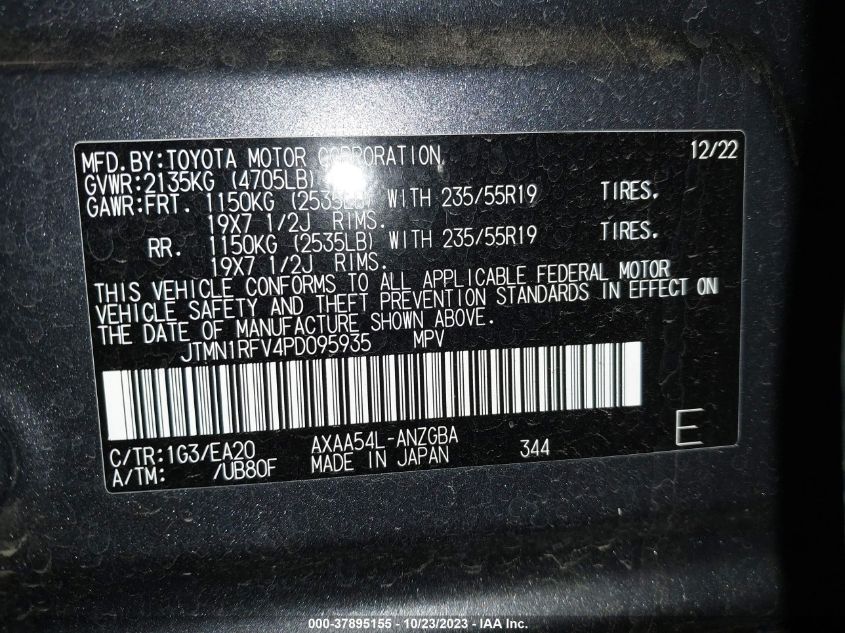 MFD. BY: TOYOTA MOTOR CORPORATION 12/22
GVWR: 2135KG (4705LB)
GAWR: FRT. 1150KG (2535LB) WITH 235/55R19 TIRES.
19X7 1/2J RIMS.
RR. 1150KG (2535LB) WITH 235/55R19 TIRES.
19X7 1/2J RIMS.
THIS VEHICLE CONFORMS TO ALL APPLICABLE FEDERAL MOTOR
VEHICLE SAFETY AND THEFT PREVENTION STANDARDS IN EFFECT ON
THE DATE OF MANUFACTURE SHOWN ABOVE.
JTMN1RFV4PD095935 MPV
C/TR: 1G3/EA20 AXAA54L-ANZGBA 344 E
A/TM: /UB80F MADE IN JAPAN
000-37895155 - 10/23/2023 - © 2023 IAA Inc.